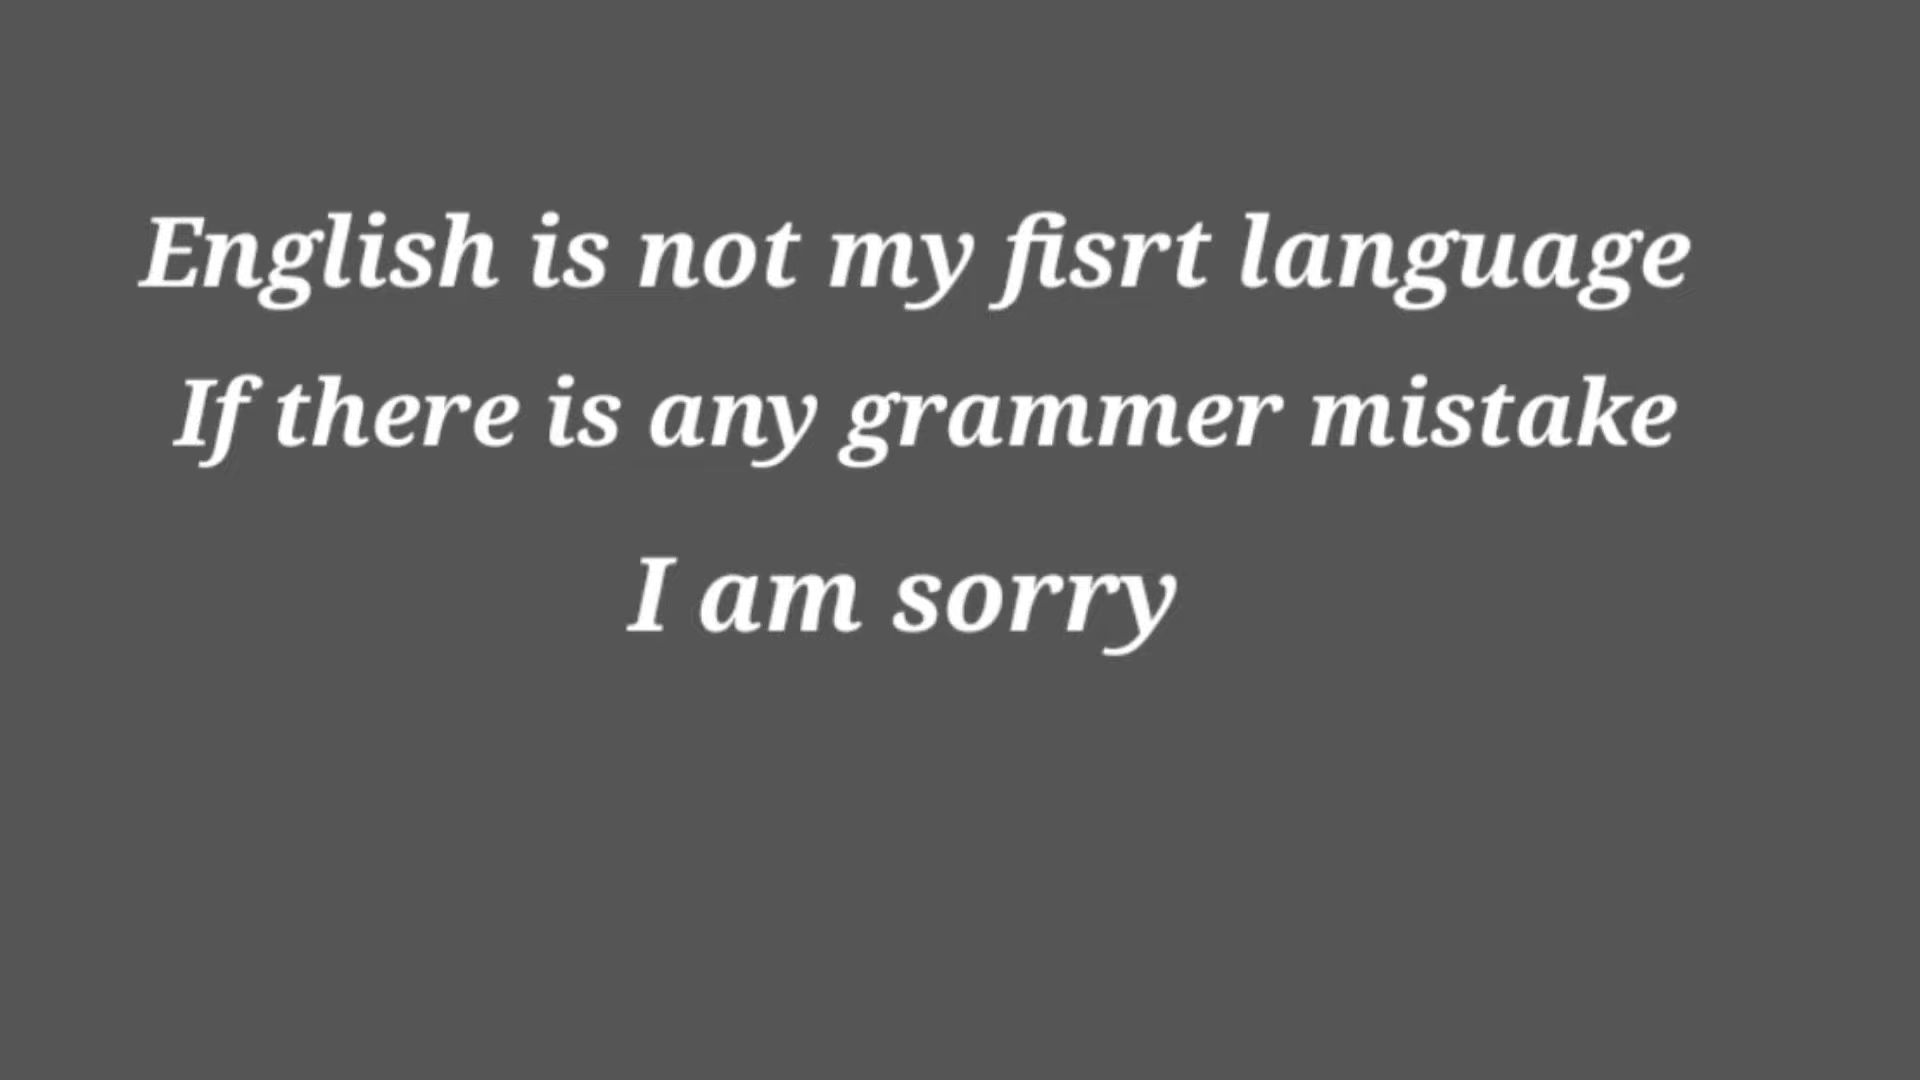 English is not my fisrt language
If there is any grammer mistake
I am sorry